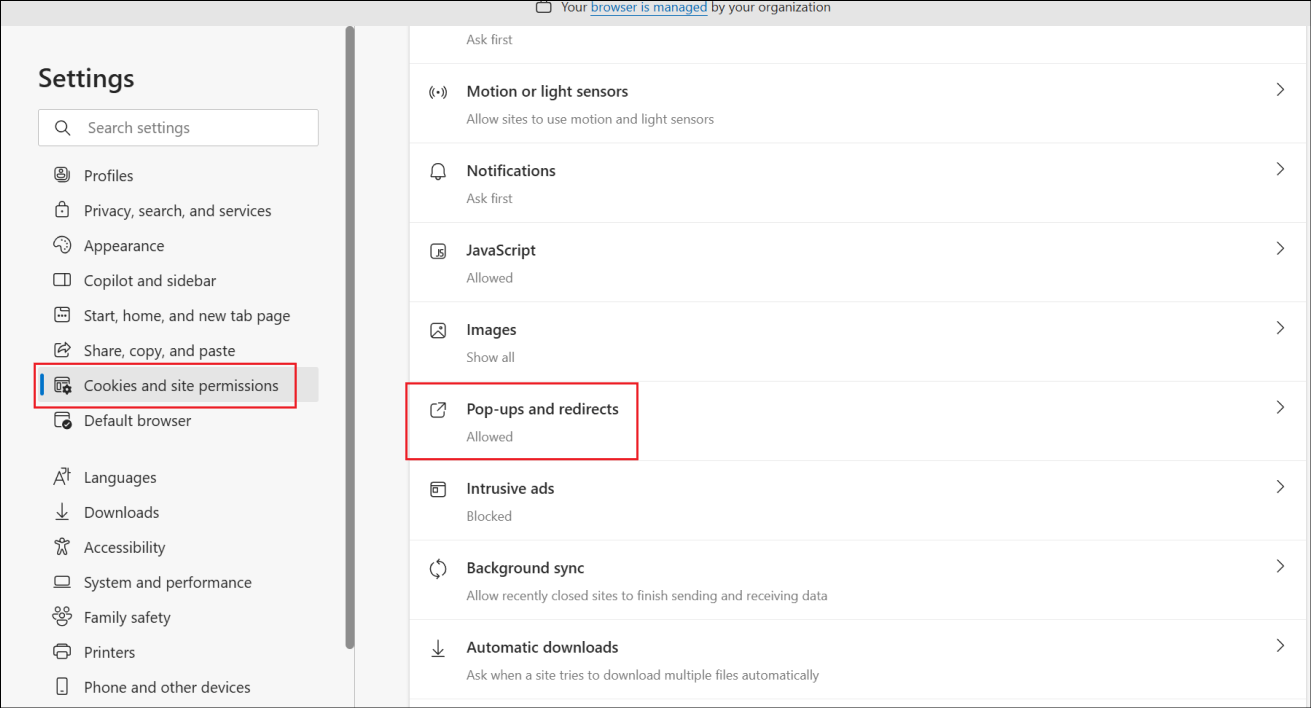 Your browser is managed by your organization
Settings
Search settings
Profiles
Privacy, search, and services
Appearance
Copilot and sidebar
Start, home, and new tab page
Share, copy, and paste
Cookies and site permissions
Default browser
Languages
Downloads
Accessibility
System and performance
Family safety
Printers
Phone and other devices
Ask first
Motion or light sensors
Allow sites to use motion and light sensors
Notifications
Ask first
JavaScript
Allowed
Images
Show all
Pop-ups and redirects
Allowed
Intrusive ads
Blocked
Background sync
Allow recently closed sites to finish sending and receiving data
Automatic downloads
Ask when a site tries to download multiple files automatically